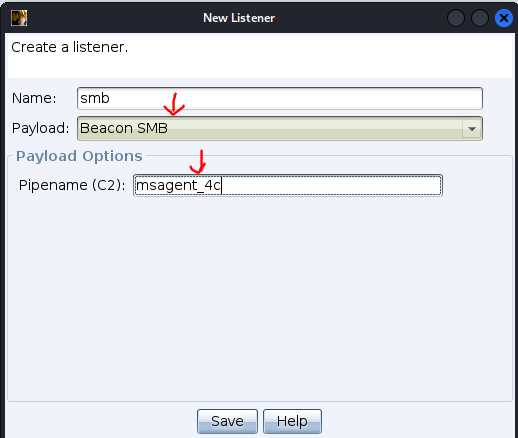 New Listener
Create a listener.
Name: smb
Payload: Beacon SMB
Payload Options
Pipename (C2): msagent_4c
Save Help